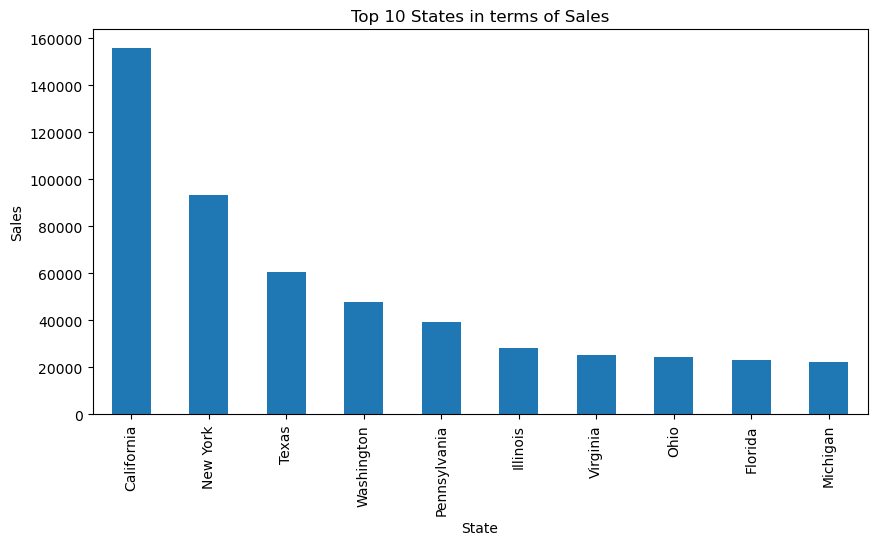 Top 10 States in terms of Sales
160000
140000
120000
100000
80000
60000
40000
20000
0
Sales
California
New York
Texas
Washington
Pennsylvania
Illinois
Virginia
Ohio
Florida
Michigan
State